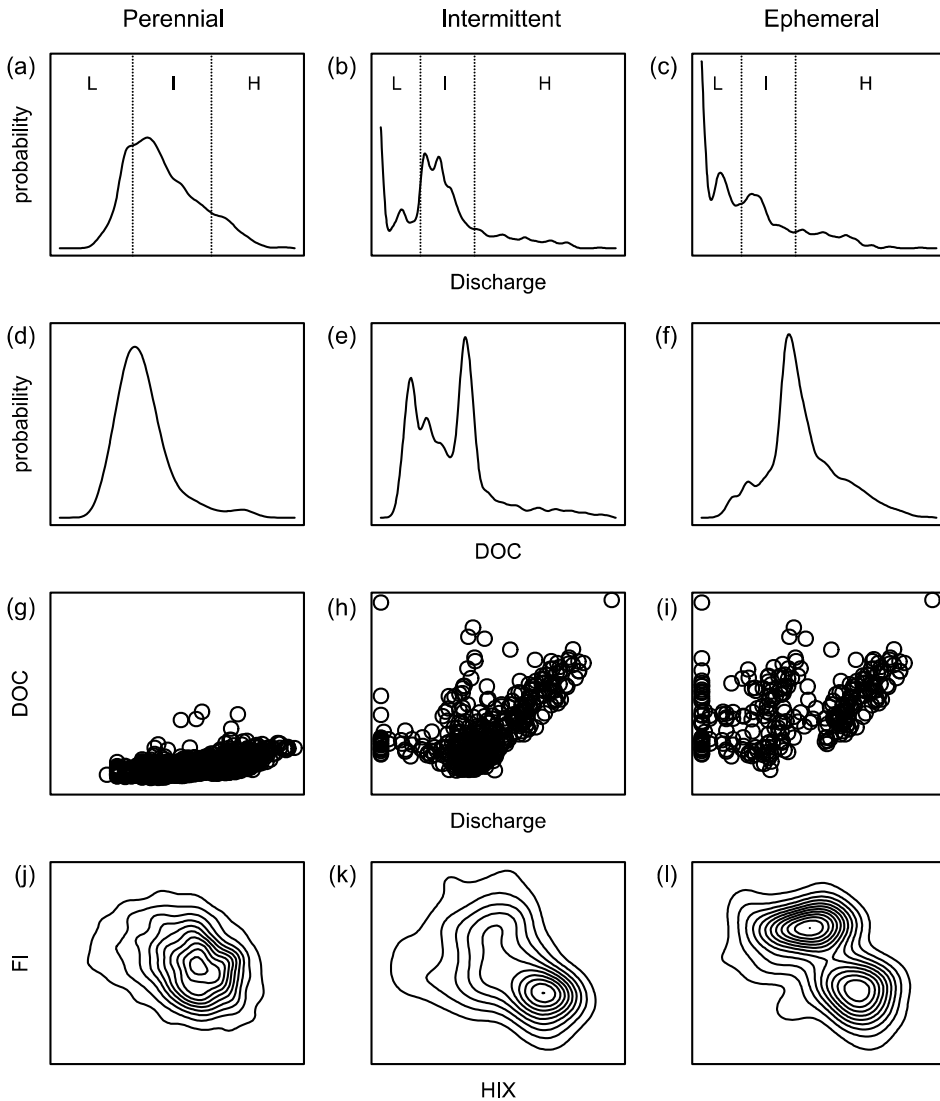 Perennial Intermittent Ephemeral
(a) (b) (c)
L I H L I H L I H
probability
Discharge
(d) (e) (f)
probability
DOC
(g) (h) (i)
DOC
Discharge
(j) (k) (l)
FI
HIX